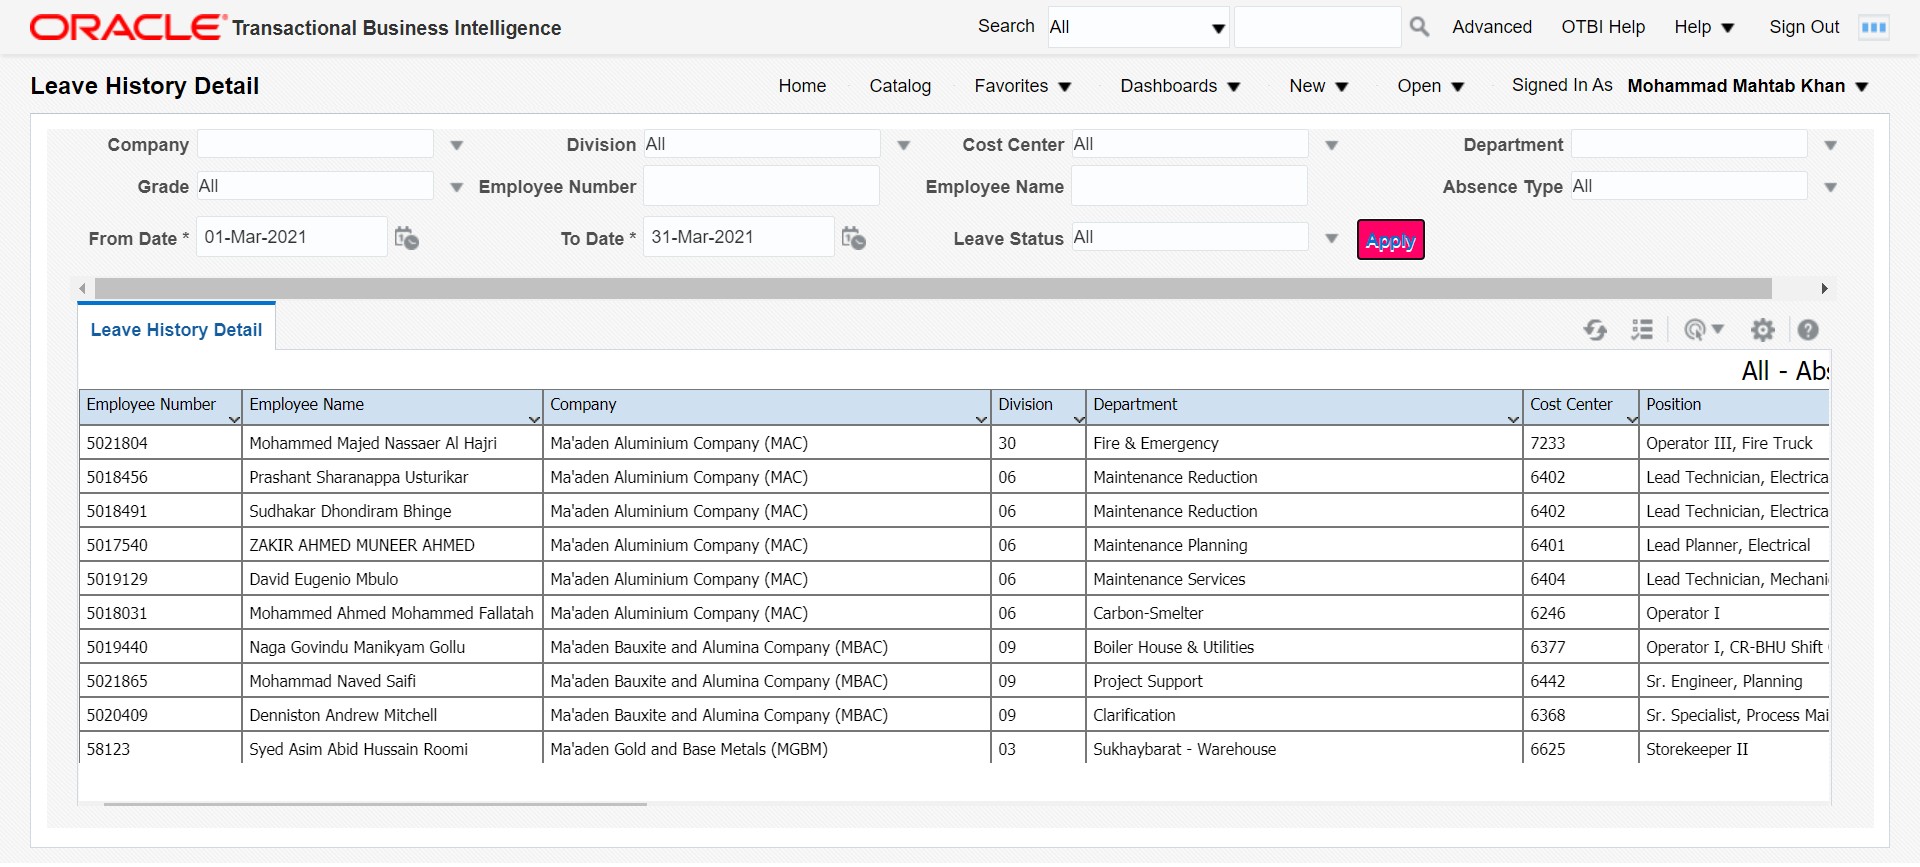 ORACLE Transactional Business Intelligence Search All Advanced OTBI Help Help Sign Out
Leave History Detail Home Catalog Favorites Dashboards New Open Signed In As Mohammad Mahtab Khan
Company Division All Cost Center All Department
Grade All Employee Number Employee Name Absence Type All
From Date * 01-Mar-2021 To Date * 31-Mar-2021 Leave Status All Apply
Leave History Detail
All - Abs
Employee Number Employee Name Company Division Department Cost Center Position
5021804 Mohammed Majed Nassaer Al Hajri Ma'aden Aluminium Company (MAC) 30 Fire & Emergency 7233 Operator III, Fire Truck
5018456 Prashant Sharanappa Usturikar Ma'aden Aluminium Company (MAC) 06 Maintenance Reduction 6402 Lead Technician, Electrica
5018491 Sudhakar Dhondiram Bhinge Ma'aden Aluminium Company (MAC) 06 Maintenance Reduction 6402 Lead Technician, Electrica
5017540 ZAKIR AHMED MUNEER AHMED Ma'aden Aluminium Company (MAC) 06 Maintenance Planning 6401 Lead Planner, Electrical
5019129 David Eugenio Mbulo Ma'aden Aluminium Company (MAC) 06 Maintenance Services 6404 Lead Technician, Mechani
5018031 Mohammed Ahmed Mohammed Fallatah Ma'aden Aluminium Company (MAC) 06 Carbon-Smelter 6246 Operator I
5019440 Naga Govindu Manikyam Gollu Ma'aden Bauxite and Alumina Company (MBAC) 09 Boiler House & Utilities 6377 Operator I, CR-BHU Shift
5021865 Mohammad Naved Saifi Ma'aden Bauxite and Alumina Company (MBAC) 09 Project Support 6442 Sr. Engineer, Planning
5020409 Denniston Andrew Mitchell Ma'aden Bauxite and Alumina Company (MBAC) 09 Clarification 6368 Sr. Specialist, Process Mai
58123 Syed Asim Abid Hussain Roomi Ma'aden Gold and Base Metals (MGBM) 03 Sukhaybarat - Warehouse 6625 Storekeeper II